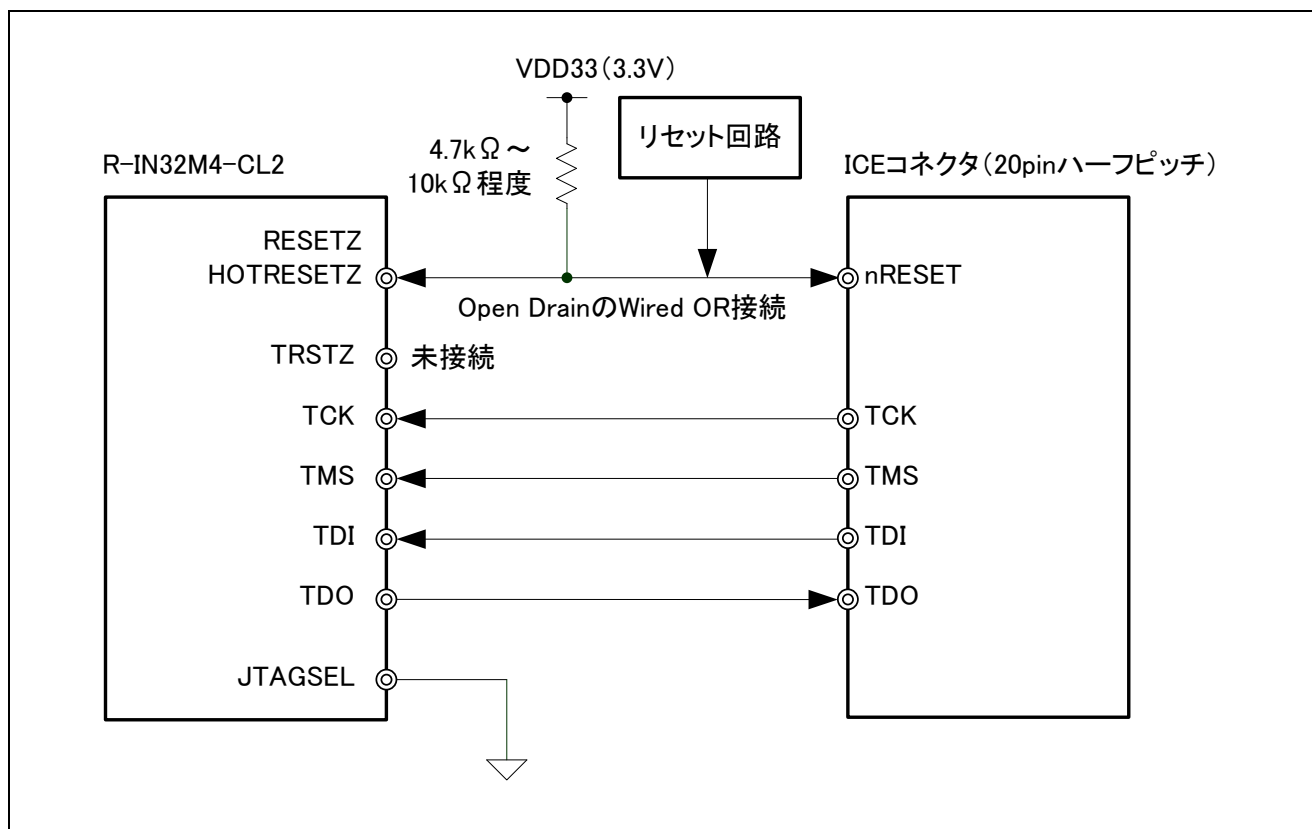 VDD33(3.3V)
リセット回路
4.7kΩ～
10kΩ程度
R-IN32M4-CL2
ICEコネクタ(20pinハーフピッチ)
RESETZ
HOTRESETZ
nRESET
Open DrainのWired OR接続
TRSTZ
未接続
TCK
TCK
TMS
TMS
TDI
TDI
TDO
TDO
JTAGSEL